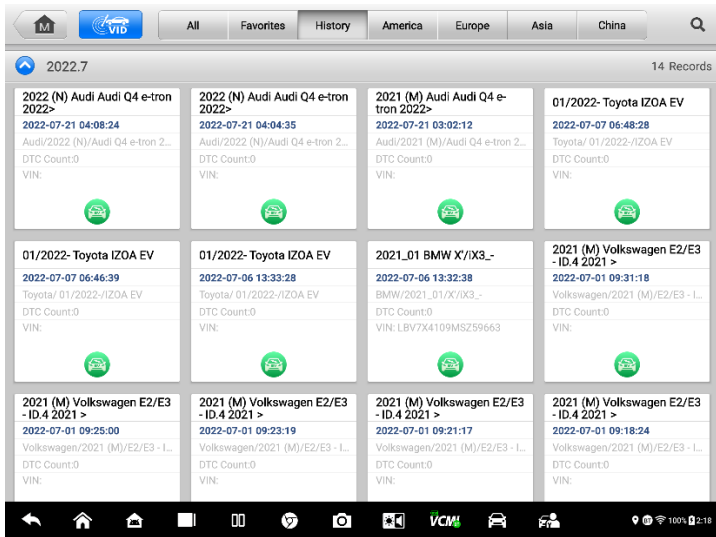 M
VID
All
Favorites
History
America
Europe
Asia
China
2022.7
14 Records
2022 (N) Audi Audi Q4 e-tron
2022>
2022-07-21 04:08:24
Audi/2022 (N)/Audi Q4 e-tron 2...
DTC Count:0
VIN:
2022 (N) Audi Audi Q4 e-tron
2022>
2022-07-21 04:04:35
Audi/2022 (N)/Audi Q4 e-tron 2...
DTC Count:0
VIN:
2021 (M) Audi Audi Q4 e-
tron 2022>
2022-07-21 03:02:12
Audi/2021 (M)/Audi Q4 e-tron 2...
DTC Count:0
VIN:
01/2022- Toyota IZOA EV
2022-07-07 06:48:28
Toyota/ 01/2022-/IZOA EV
DTC Count:0
VIN:
01/2022- Toyota IZOA EV
2022-07-07 06:46:39
Toyota/ 01/2022-/IZOA EV
DTC Count:0
VIN:
01/2022- Toyota IZOA EV
2022-07-06 13:33:28
Toyota/ 01/2022-/IZOA EV
DTC Count:0
VIN:
2021_01 BMW X'/iX3_-
2022-07-06 13:32:38
BMW/2021_01/X'/iX3_-
DTC Count:0
VIN: LBV7X4109MSZ59663
2021 (M) Volkswagen E2/E3
- ID.4 2021 >
2022-07-01 09:31:18
Volkswagen/2021 (M)/E2/E3 - I...
DTC Count:0
VIN:
2021 (M) Volkswagen E2/E3
- ID.4 2021 >
2022-07-01 09:25:00
Volkswagen/2021 (M)/E2/E3 - I...
DTC Count:0
VIN:
2021 (M) Volkswagen E2/E3
- ID.4 2021 >
2022-07-01 09:23:19
Volkswagen/2021 (M)/E2/E3 - I...
DTC Count:0
VIN:
2021 (M) Volkswagen E2/E3
- ID.4 2021 >
2022-07-01 09:21:17
Volkswagen/2021 (M)/E2/E3 - I...
DTC Count:0
VIN:
2021 (M) Volkswagen E2/E3
- ID.4 2021 >
2022-07-01 09:18:24
Volkswagen/2021 (M)/E2/E3 - I...
DTC Count:0
VIN:
VCMI
BT
100%
2:18